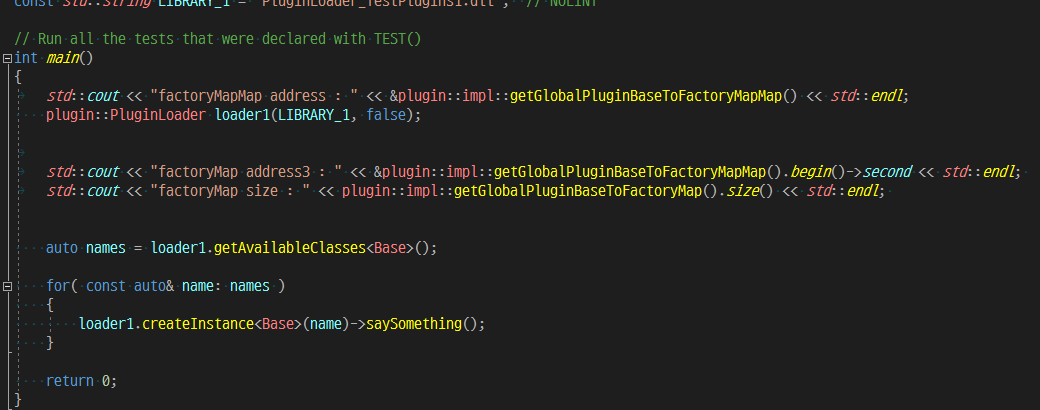 const std::string LIBRARY_1 = "PluginLoader_TestPlugins1.dll", // NOLINT
// Run all the tests that were declared with TEST()
int main()
{
std::cout << "factoryMapMap address : " << &plugin::impl::getGlobalPluginBaseToFactoryMapMap() << std::endl;
plugin::PluginLoader loader1(LIBRARY_1, false);
std::cout << "factoryMap address3 : " << &plugin::impl::getGlobalPluginBaseToFactoryMapMap().begin()->second << std::endl;
std::cout << "factoryMap size : " << plugin::impl::getGlobalPluginBaseToFactoryMap().size() << std::endl;
auto names = loader1.getAvailableClasses<Base>();
for( const auto& name: names )
{
loader1.createInstance<Base>(name)->saySomething();
}
return 0;
}